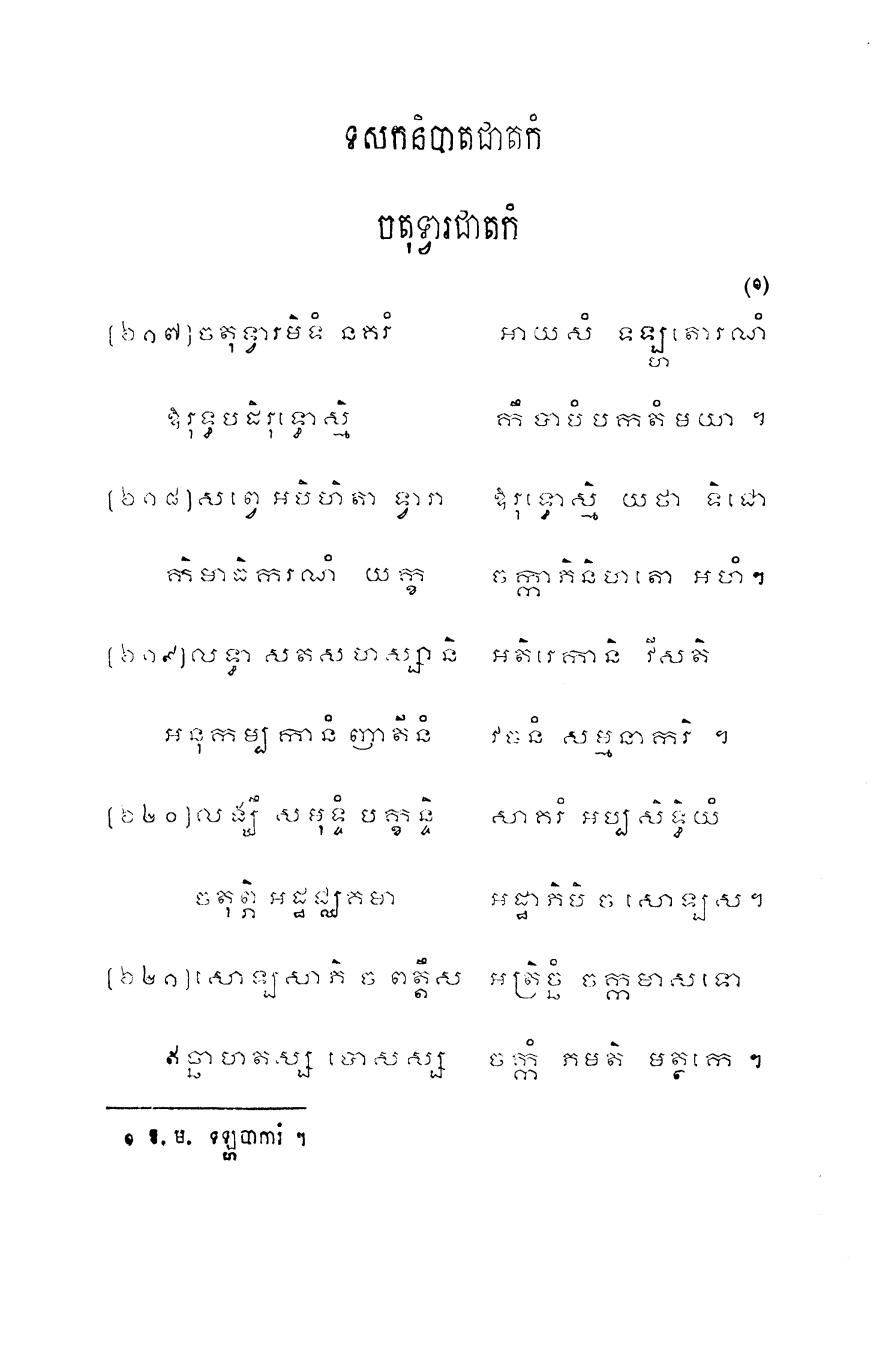 ទសកនិបាតជាតកំ
ចតុទ្វារជាតកំ
(១)
[៦១៧] ចតុទ្វារមិទំ នគរំ អាយសំ ទឡ្ហតោរណំ
ឱរុទ្ធបដិរុទ្ធោស្មិ កឹ បាបំ បកតំ មយា ។
[៦១៨] សព្វេ អបិហិតា ទ្វារា ឱរុទ្ធោស្មិ យថា ទិជោ
កិមាធិករណំ យក្ខ ចក្កាភិនិហតោ អហំ។
[៦១៩] លទ្ធា សតសហស្សានិ អតិរេកានិ វីសតិ
អនុកម្បកានំ ញាតីនំ វចនំ សម្មនាករិ ។
[៦២០] លង្ឃឹ សមុទ្ទំ បក្ខន្ទិ សាគរំ អប្បសិទ្ធិយំ
ចតុព្ភិ អដ្ឋជ្ឈគមា អដ្ឋាភិបិ ច សោឡស។
[៦២១] សោឡសាភិ ច ពត្តឹស អត្រិច្ឆំ ចក្កមាសទោ
ឥច្ឆាហតស្ស បោសស្ស ចក្កំ ភមតិ មត្ថកេ ។
១ ឱ. ម. ទឡ្ហបាការំ ។